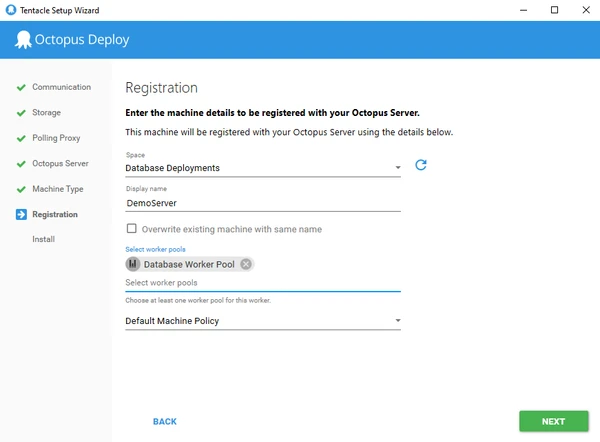 Tentacle Setup Wizard
Octopus Deploy
Communication
Storage
Polling Proxy
Octopus Server
Machine Type
Registration
Install
Registration
Enter the machine details to be registered with your Octopus Server.
This machine will be registered with your Octopus Server using the details below.
Space
Database Deployments
Display name
DemoServer
Overwrite existing machine with same name
Select worker pools
Database Worker Pool
Select worker pools
Choose at least one worker pool for this worker.
Default Machine Policy
BACK
NEXT